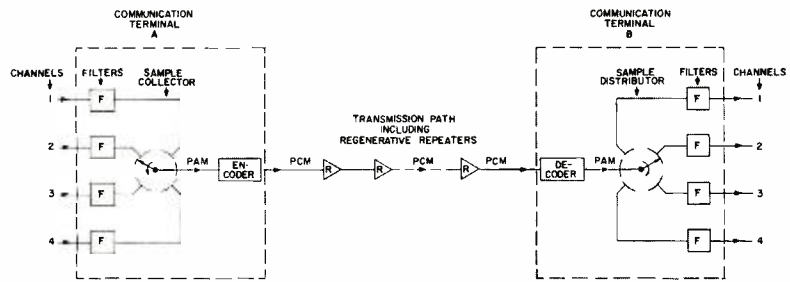 COMMUNICATION
TERMINAL
A
CHANNELS
FILTERS
SAMPLE
COLLECTOR
1
F
2
F
3
F
4
F
PAM
EN-
CODER
PCM
TRANSMISSION PATH
INCLUDING
REGENERATIVE REPEATERS
R
R
PCM
R
PCM
COMMUNICATION
TERMINAL
B
SAMPLE
DISTRIBUTOR
FILTERS
CHANNELS
DE-
CODER
PAM
F
1
F
2
F
3
F
4